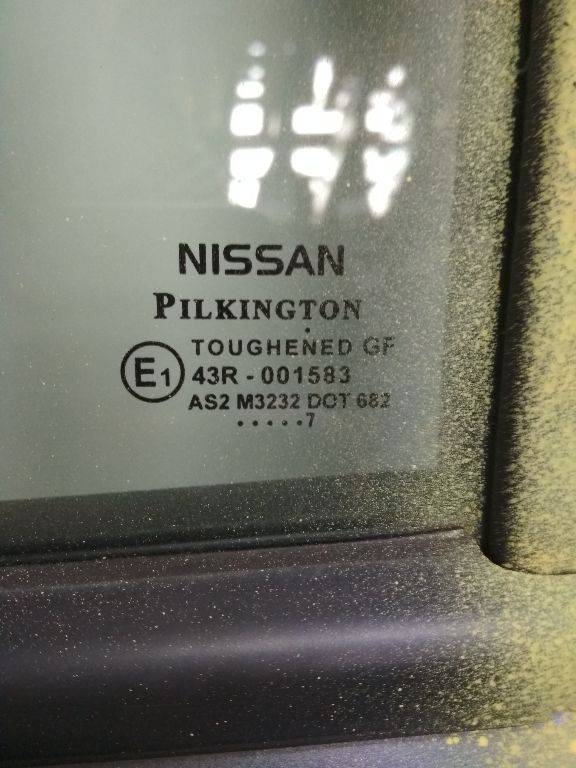 NISSAN
PILKINGTON
TOUGHENED GF
E1 43R - 001583
AS2 M3232 DOT 682
.....7